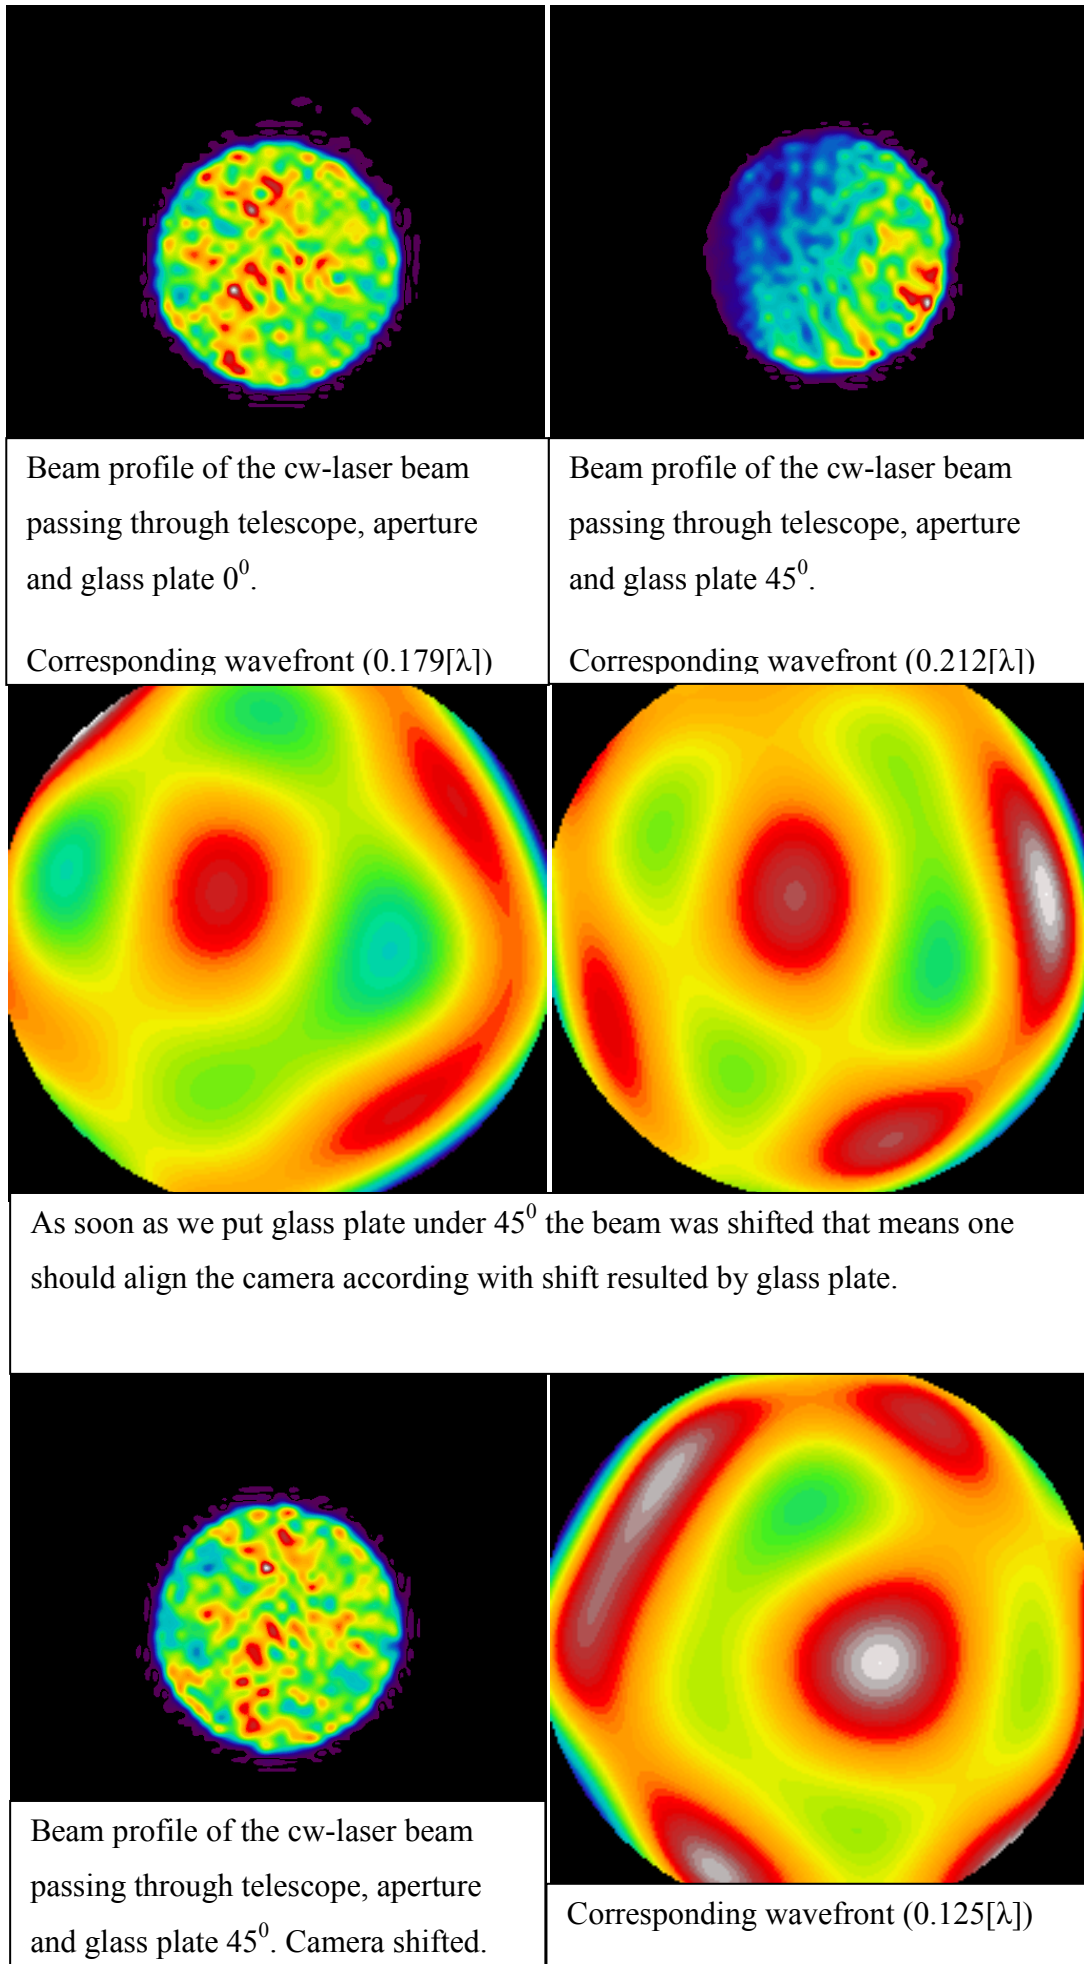 Beam profile of the cw-laser beam
passing through telescope, aperture
and glass plate 0⁰.
Corresponding wavefront (0.179[λ])
Beam profile of the cw-laser beam
passing through telescope, aperture
and glass plate 45⁰.
Corresponding wavefront (0.212[λ])
As soon as we put glass plate under 45⁰ the beam was shifted that means one
should align the camera according with shift resulted by glass plate.
Beam profile of the cw-laser beam
passing through telescope, aperture
and glass plate 45⁰. Camera shifted.
Corresponding wavefront (0.125[λ])